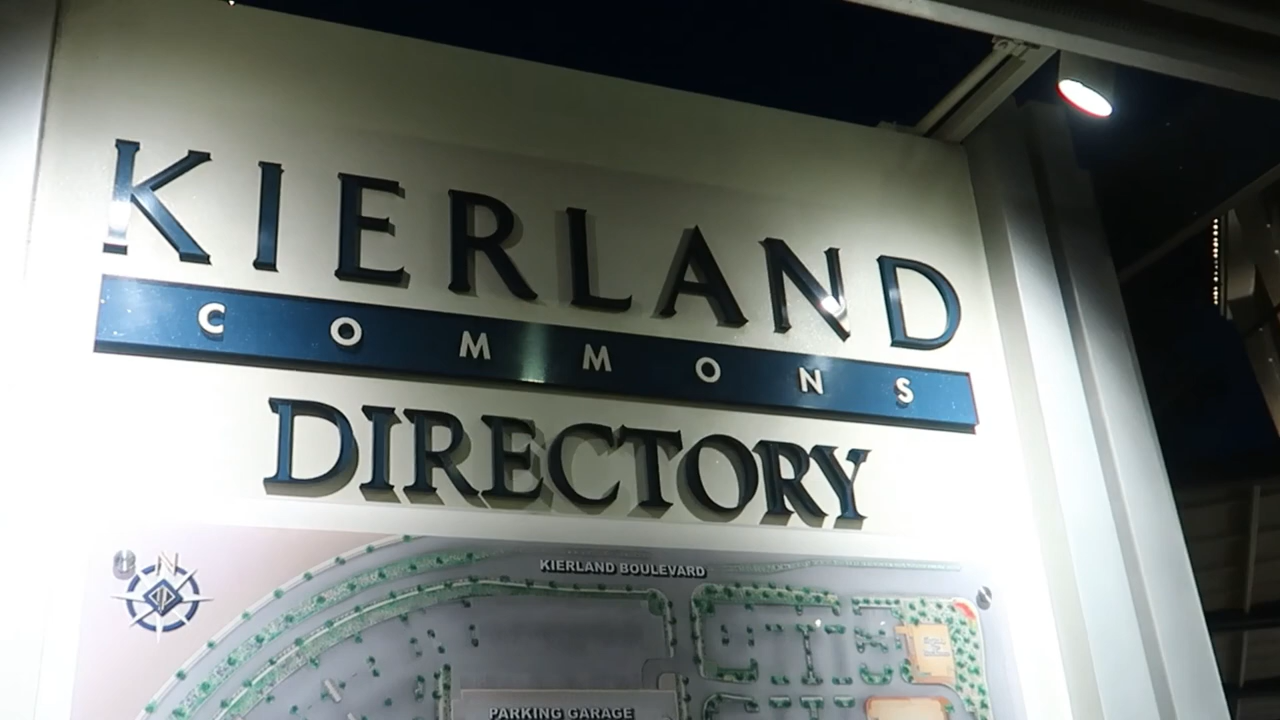 KIERLAND
COMMONS
DIRECTORY
N
KIERLAND BOULEVARD
PARKING GARAGE